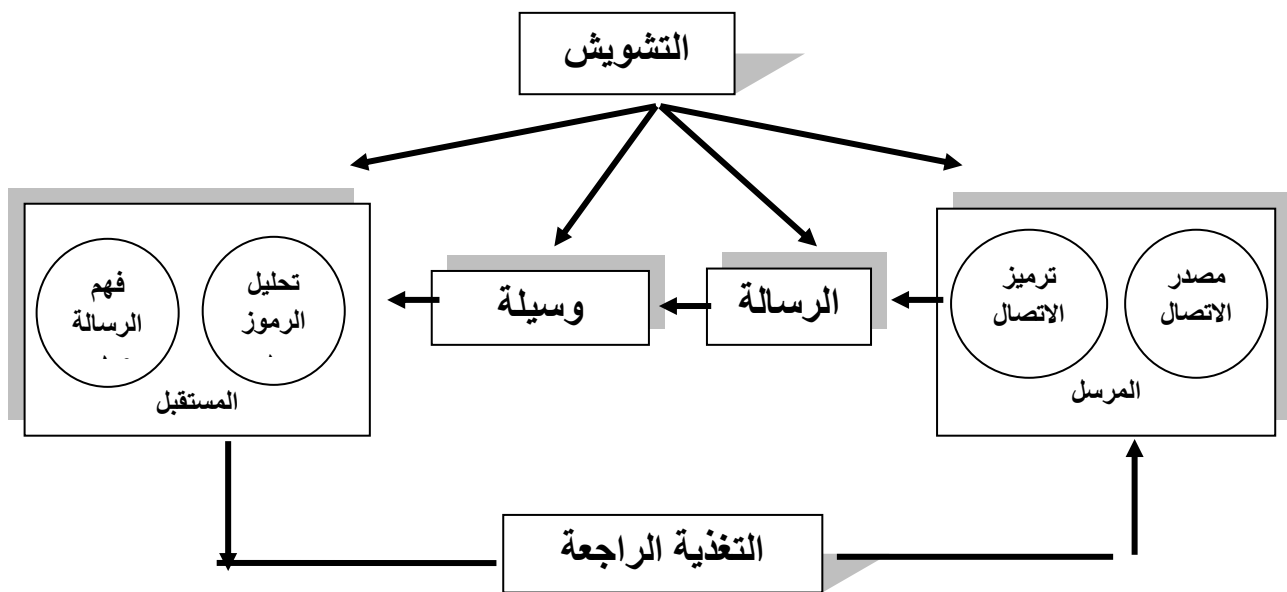 التشويش
مصدر
الاتصال
ترميز
الاتصال
المرسل
الرسالة
وسيلة
تحليل
الرموز
فهم
الرسالة
المستقبل
التغذية الراجعة